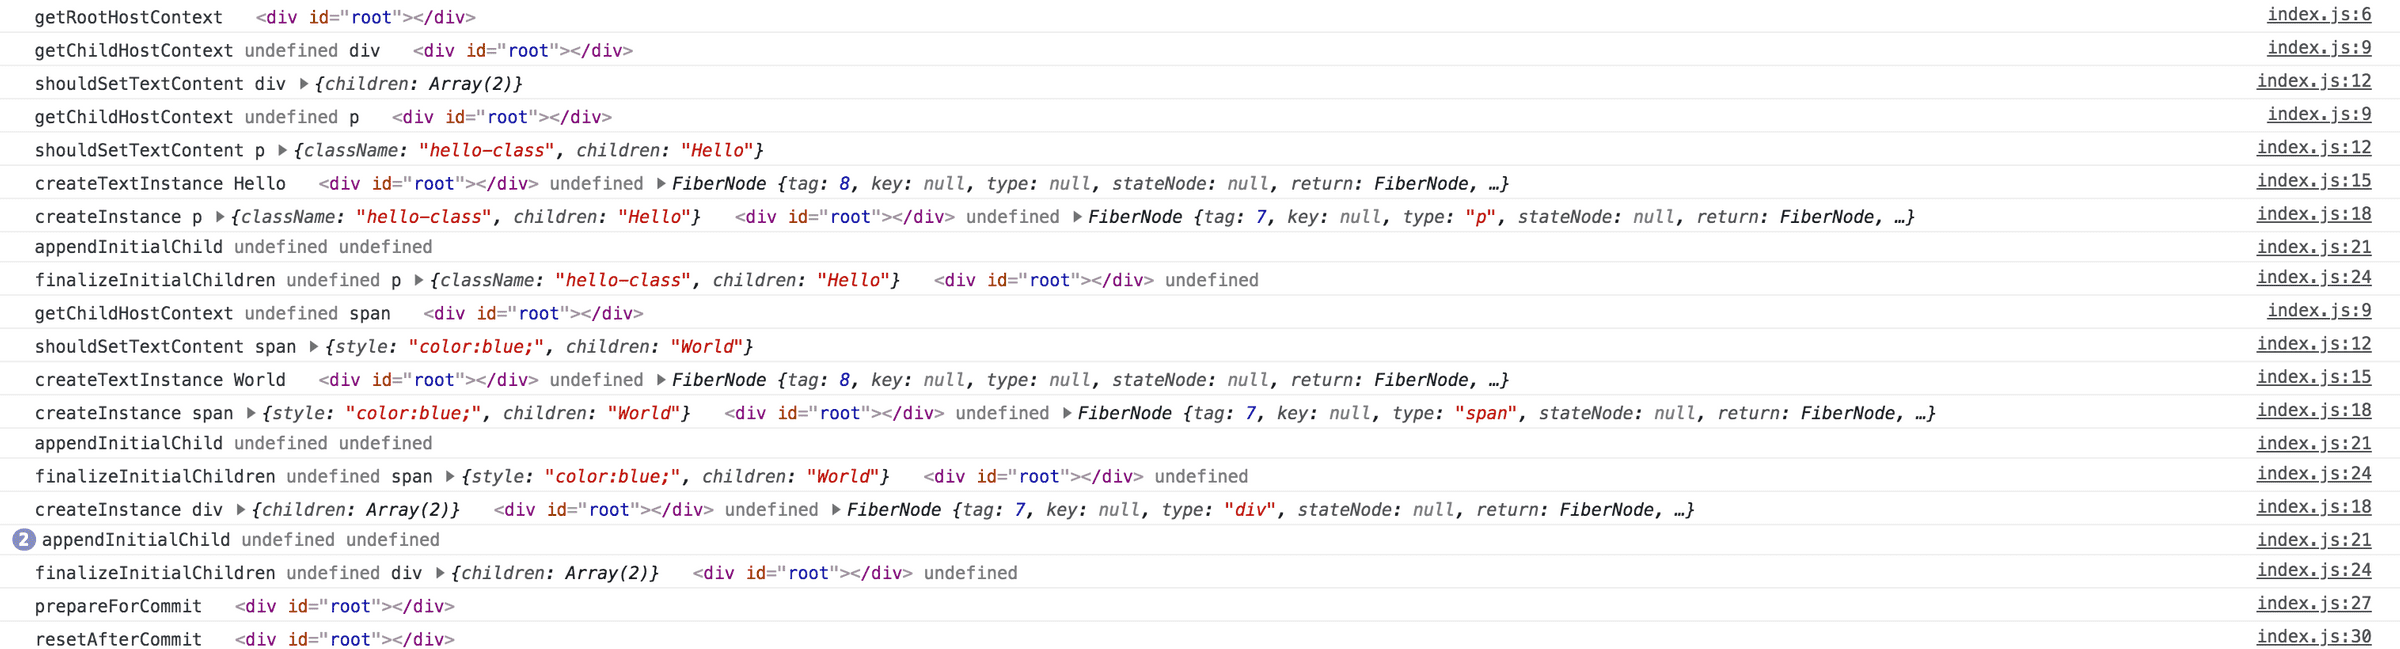 getRootHostContext <div id="root"></div> index.js:6
getChildHostContext undefined div <div id="root"></div> index.js:9
shouldSetTextContent div ▶{children: Array(2)} index.js:12
getChildHostContext undefined p <div id="root"></div> index.js:9
shouldSetTextContent p ▶{className: "hello-class", children: "Hello"} index.js:12
createTextInstance Hello <div id="root"></div> undefined ▶FiberNode {tag: 8, key: null, type: null, stateNode: null, return: FiberNode, …} index.js:15
createInstance p ▶{className: "hello-class", children: "Hello"} <div id="root"></div> undefined ▶FiberNode {tag: 7, key: null, type: "p", stateNode: null, return: FiberNode, …} index.js:18
appendInitialChild undefined undefined index.js:21
finalizeInitialChildren undefined p ▶{className: "hello-class", children: "Hello"} <div id="root"></div> undefined index.js:24
getChildHostContext undefined span <div id="root"></div> index.js:9
shouldSetTextContent span ▶{style: "color:blue;", children: "World"} index.js:12
createTextInstance World <div id="root"></div> undefined ▶FiberNode {tag: 8, key: null, type: null, stateNode: null, return: FiberNode, …} index.js:15
createInstance span ▶{style: "color:blue;", children: "World"} <div id="root"></div> undefined ▶FiberNode {tag: 7, key: null, type: "span", stateNode: null, return: FiberNode, …} index.js:18
appendInitialChild undefined undefined index.js:21
finalizeInitialChildren undefined span ▶{style: "color:blue;", children: "World"} <div id="root"></div> undefined index.js:24
createInstance div ▶{children: Array(2)} <div id="root"></div> undefined ▶FiberNode {tag: 7, key: null, type: "div", stateNode: null, return: FiberNode, …} index.js:18
2 appendInitialChild undefined undefined index.js:21
finalizeInitialChildren undefined div ▶{children: Array(2)} <div id="root"></div> undefined index.js:24
prepareForCommit <div id="root"></div> index.js:27
resetAfterCommit <div id="root"></div> index.js:30